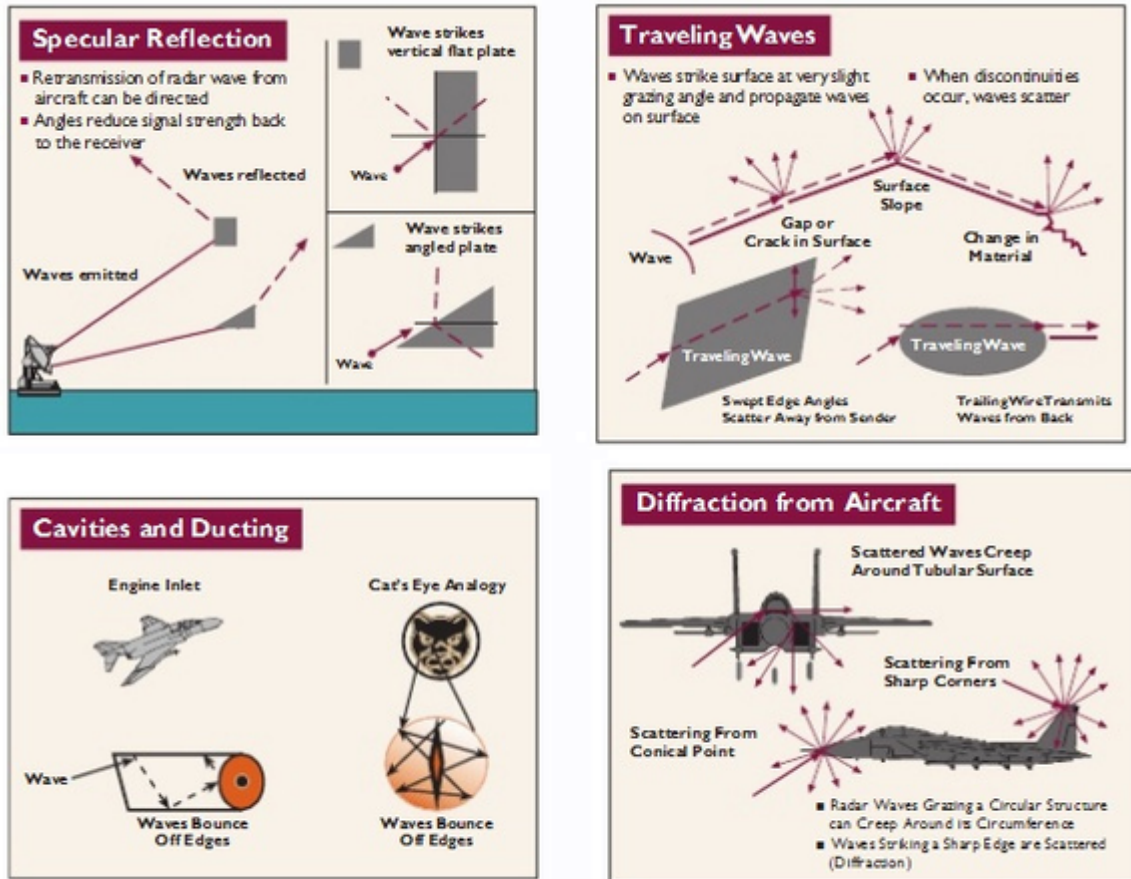 Specular Reflection
■ Retransmission of radar wave from
aircraft can be directed
■ Angles reduce signal strength back
to the receiver
Waves reflected
Waves emitted
Wave strikes
vertical flat plate
Wave
Wave strikes
angled plate
Wave
Traveling Waves
■ Waves strike surface at very slight
grazing angle and propagate waves
on surface
■ When discontinuities
occur, waves scatter
Surface
Slope
Gap or
Crack in Surface
Wave
Change in
Material
Traveling Wave
Traveling Wave
Swept Edge Angles
Scatter Away from Sender
Trailing Wire Transmits
Waves from Back
Cavities and Ducting
Engine Inlet
Cat's Eye Analogy
Wave
Waves Bounce
Off Edges
Waves Bounce
Off Edges
Diffraction from Aircraft
Scattered Waves Creep
Around Tubular Surface
Scattering From
Sharp Corners
Scattering From
Conical Point
■ Radar Waves Grazing a Circular Structure
can Creep Around its Circumference
■ Waves Striking a Sharp Edge are Scattered
(Diffraction)